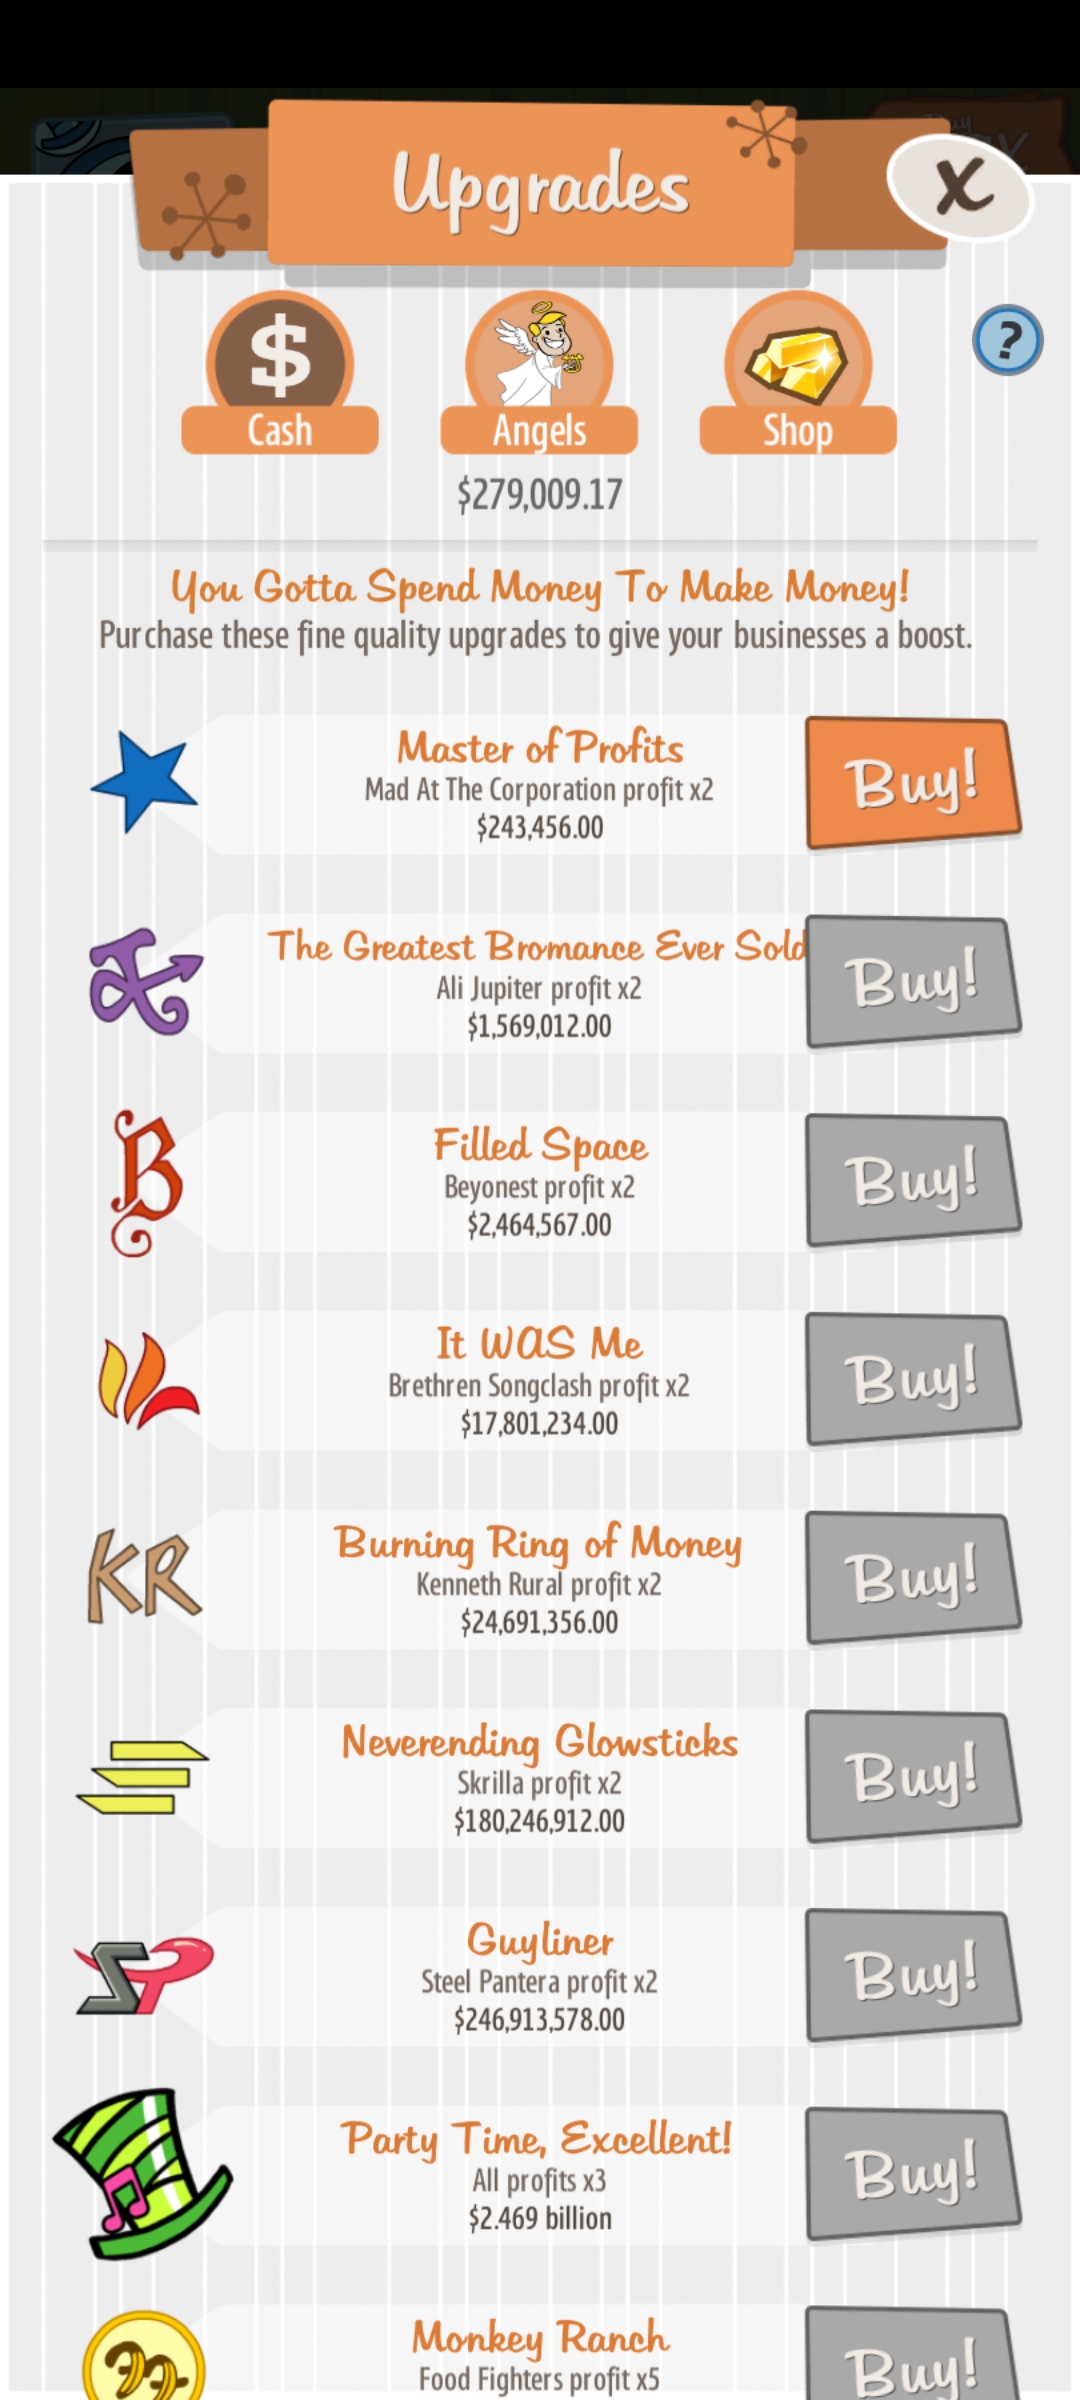 Buy
X
Upgrades
X
$
?
Cash
Angels
Shop
$279,009.17
You Gotta Spend Money To Make Money!
Purchase these fine quality upgrades to give your businesses a boost.
Master of Profits
Mad At The Corporation profit x2
$243,456.00
Buy!
The Greatest Bromance Ever Sold
Ali Jupiter profit x2
$1,569,012.00
Buy!
B
Filled Space
Beyonest profit x2
$2,464,567.00
Buy!
It WAS Me
Brethren Songclash profit x2
$17,801,234.00
Buy!
KR
Burning Ring of Money
Kenneth Rural profit x2
$24,691,356.00
Buy!
Neverending Glowsticks
Skrilla profit x2
$180,246,912.00
Buy!
SP
Guyliner
Steel Pantera profit x2
$246,913,578.00
Buy!
Party Time, Excellent!
All profits x3
$2.469 billion
Buy!
Monkey Ranch
Food Fighters profit x5
Buy!